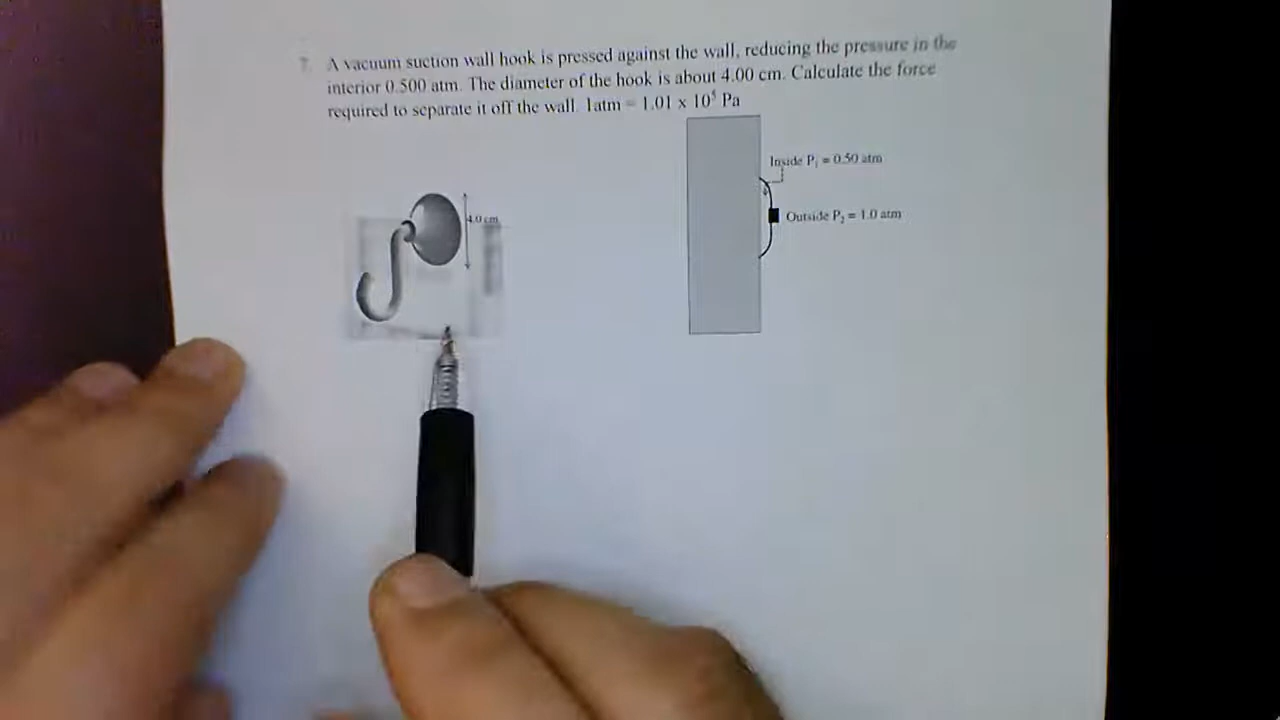 7. A vacuum suction wall hook is pressed against the wall, reducing the pressure in the
interior 0.500 atm. The diameter of the hook is about 4.00 cm. Calculate the force
required to separate it off the wall. 1atm = 1.01 x 10⁵ Pa
Inside P₁ = 0.50 atm
4.0 cm
Outside P₂ = 1.0 atm